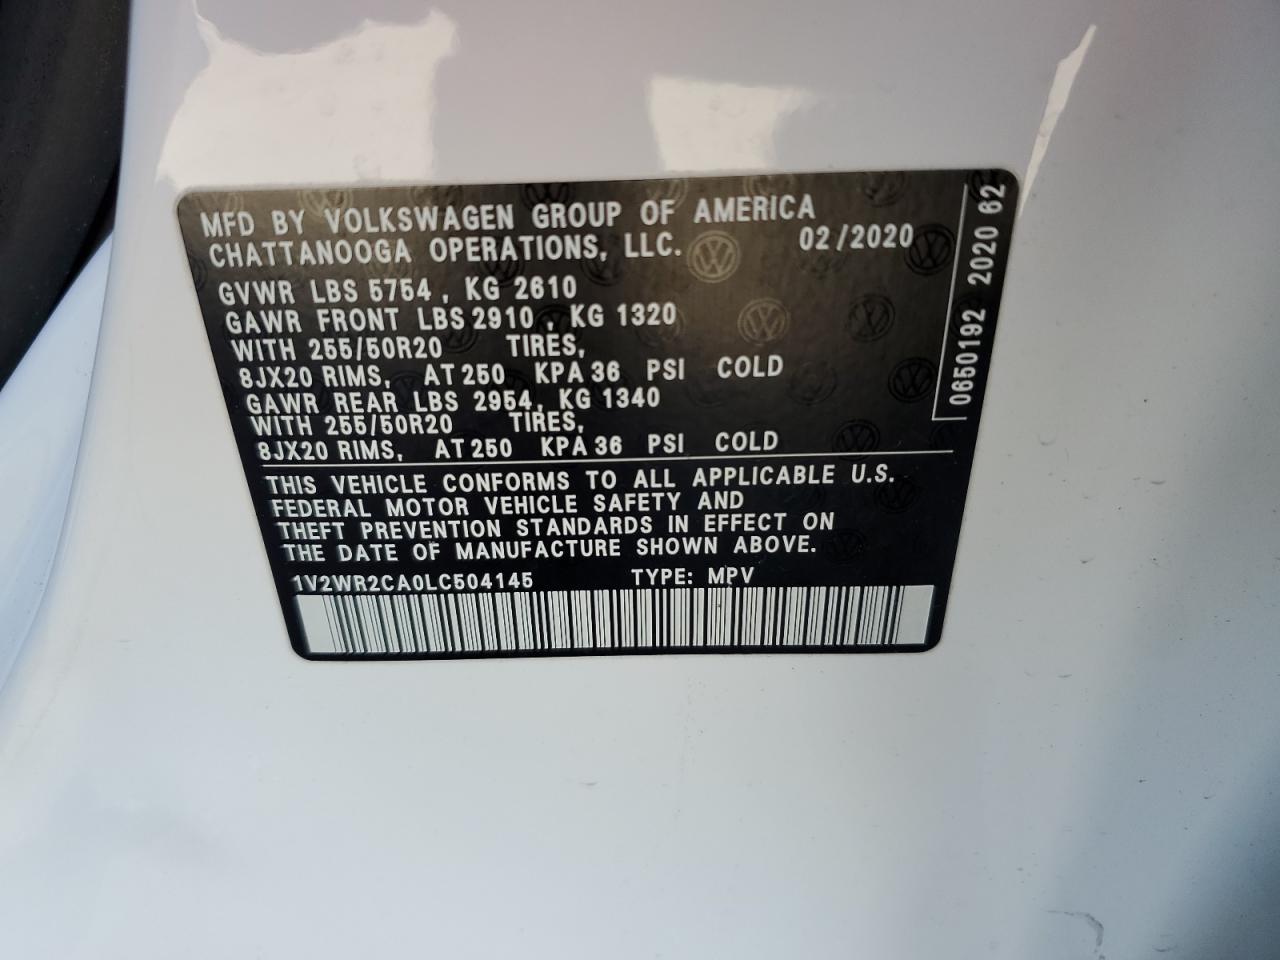 MFD BY VOLKSWAGEN GROUP OF AMERICA
CHATTANOOGA OPERATIONS, LLC. 02/2020
GVWR LBS 5754 , KG 2610
GAWR FRONT LBS 2910 , KG 1320
WITH 255/50R20 TIRES,
8JX20 RIMS, AT 250 KPA 36 PSI COLD
GAWR REAR LBS 2954, KG 1340
WITH 255/50R20 TIRES,
8JX20 RIMS, AT 250 KPA 36 PSI COLD
THIS VEHICLE CONFORMS TO ALL APPLICABLE U.S.
FEDERAL MOTOR VEHICLE SAFETY AND
THEFT PREVENTION STANDARDS IN EFFECT ON
THE DATE OF MANUFACTURE SHOWN ABOVE.
1V2WR2CA0LC504145 TYPE: MPV
0650192 2020 62